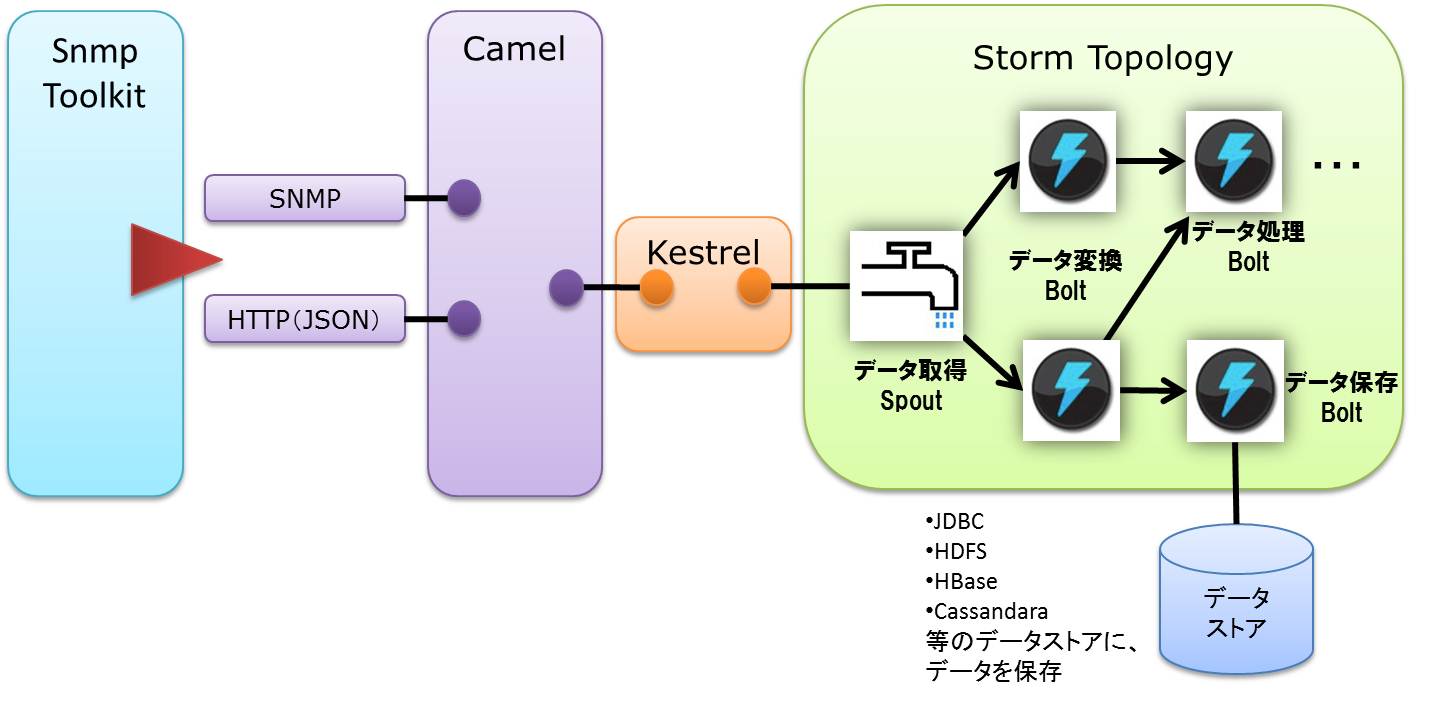 Snmp
Toolkit
SNMP
HTTP(JSON)
Camel
Kestrel
Storm Topology
データ取得
Spout
データ変換
Bolt
データ処理
Bolt
・・・
データ保存
Bolt
•JDBC
•HDFS
•HBase
•Cassandara
等のデータストアに、
データを保存
データ
ストア